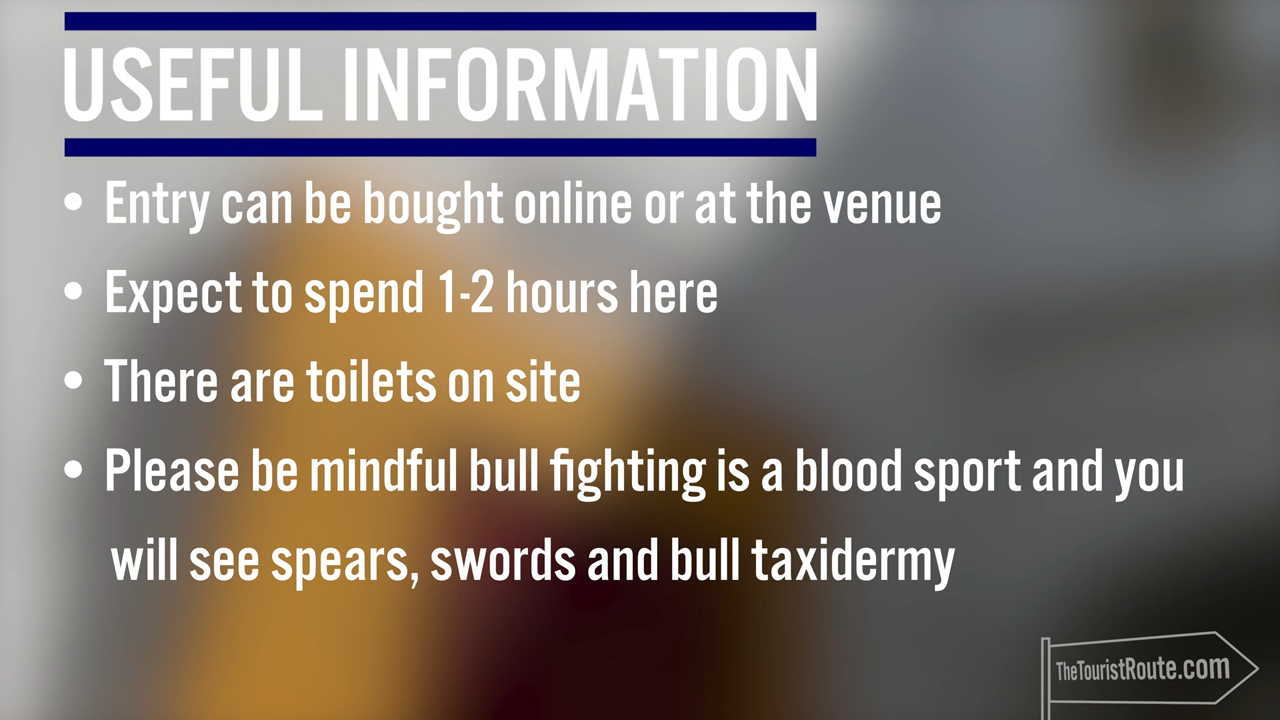 USEFUL INFORMATION
• Entry can be bought online or at the venue
• Expect to spend 1-2 hours here
• There are toilets on site
• Please be mindful bull fighting is a blood sport and you
will see spears, swords and bull taxidermy
TheTouristRoute.com